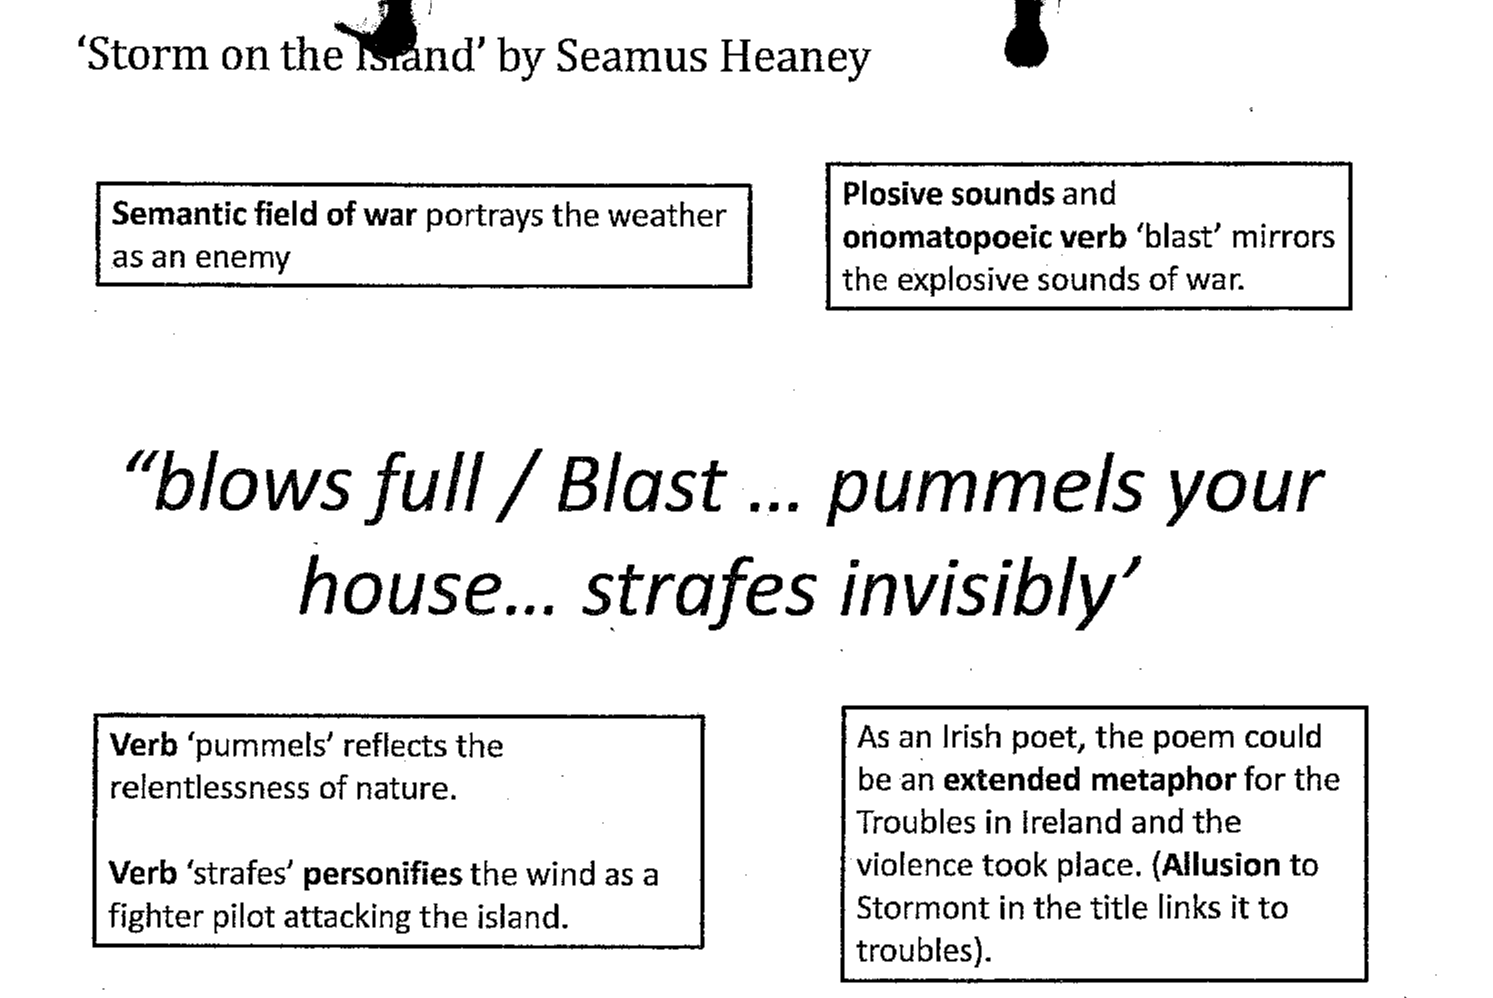 ‘Storm on the Island’ by Seamus Heaney
Semantic field of war portrays the weather
as an enemy
Plosive sounds and
onomatopoeic verb ‘blast’ mirrors
the explosive sounds of war.
“blows full / Blast ... pummels your
house... strafes invisibly’
Verb ‘pummels’ reflects the
relentlessness of nature.
Verb ‘strafes’ personifies the wind as a
fighter pilot attacking the island.
As an Irish poet, the poem could
be an extended metaphor for the
Troubles in Ireland and the
violence took place. (Allusion to
Stormont in the title links it to
troubles).